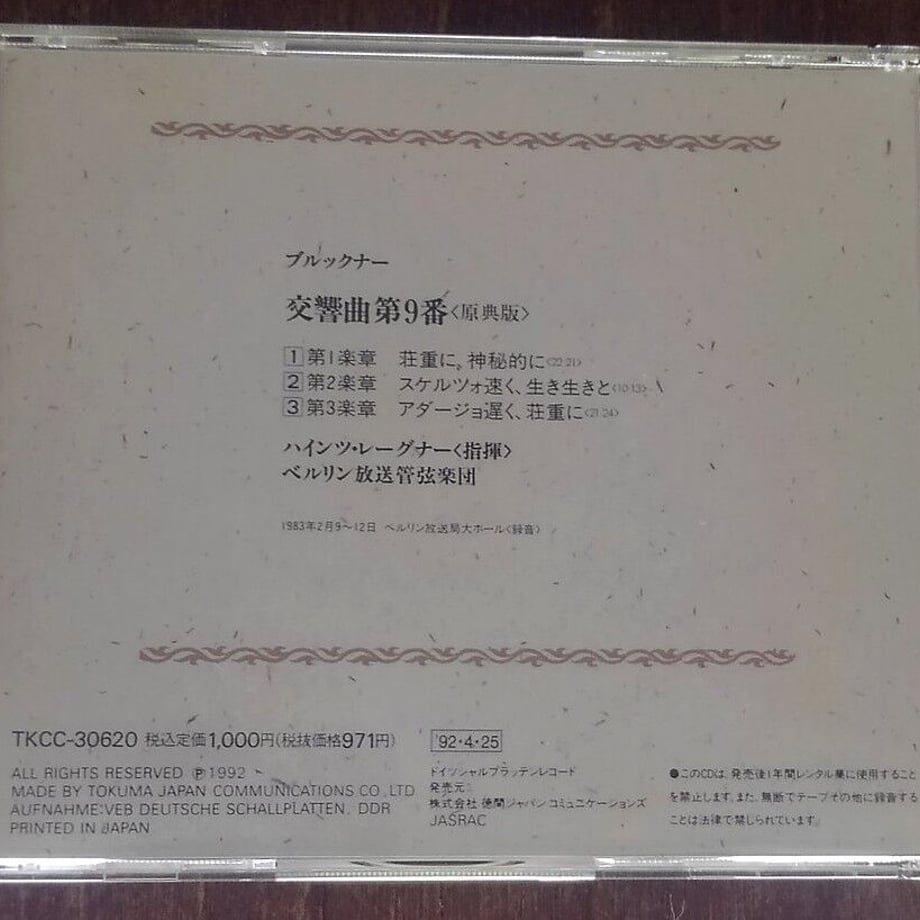 ブルックナー
交響曲第9番〈原典版〉
1 第1楽章 荘重に、神秘的に〈22:21〉
2 第2楽章 スケルツォ速く、生き生きと〈10:13〉
3 第3楽章 アダージョ遅く、荘重に〈21:24〉
ハインツ・レーグナー〈指揮〉
ベルリン放送管弦楽団
1983年2月9〜12日 ベルリン放送局大ホール〈録音〉
TKCC-30620 税込定価1,000円(税抜価格971円) '92・4・25
ALL RIGHTS RESERVED Ⓟ1992
MADE BY TOKUMA JAPAN COMMUNICATIONS CO.,LTD.
AUFNAHME:VEB DEUTSCHE SCHALLPLATTEN, DDR
PRINTED IN JAPAN
ドイツシャルプラッテンレコード
発売元:
株式会社 徳間ジャパンコミュニケーションズ
JASRAC
●このCDは、発売後1年間レンタル業に使用すること
を禁止します。また、無断でテープその他に録音する
ことは法律で禁じられています。